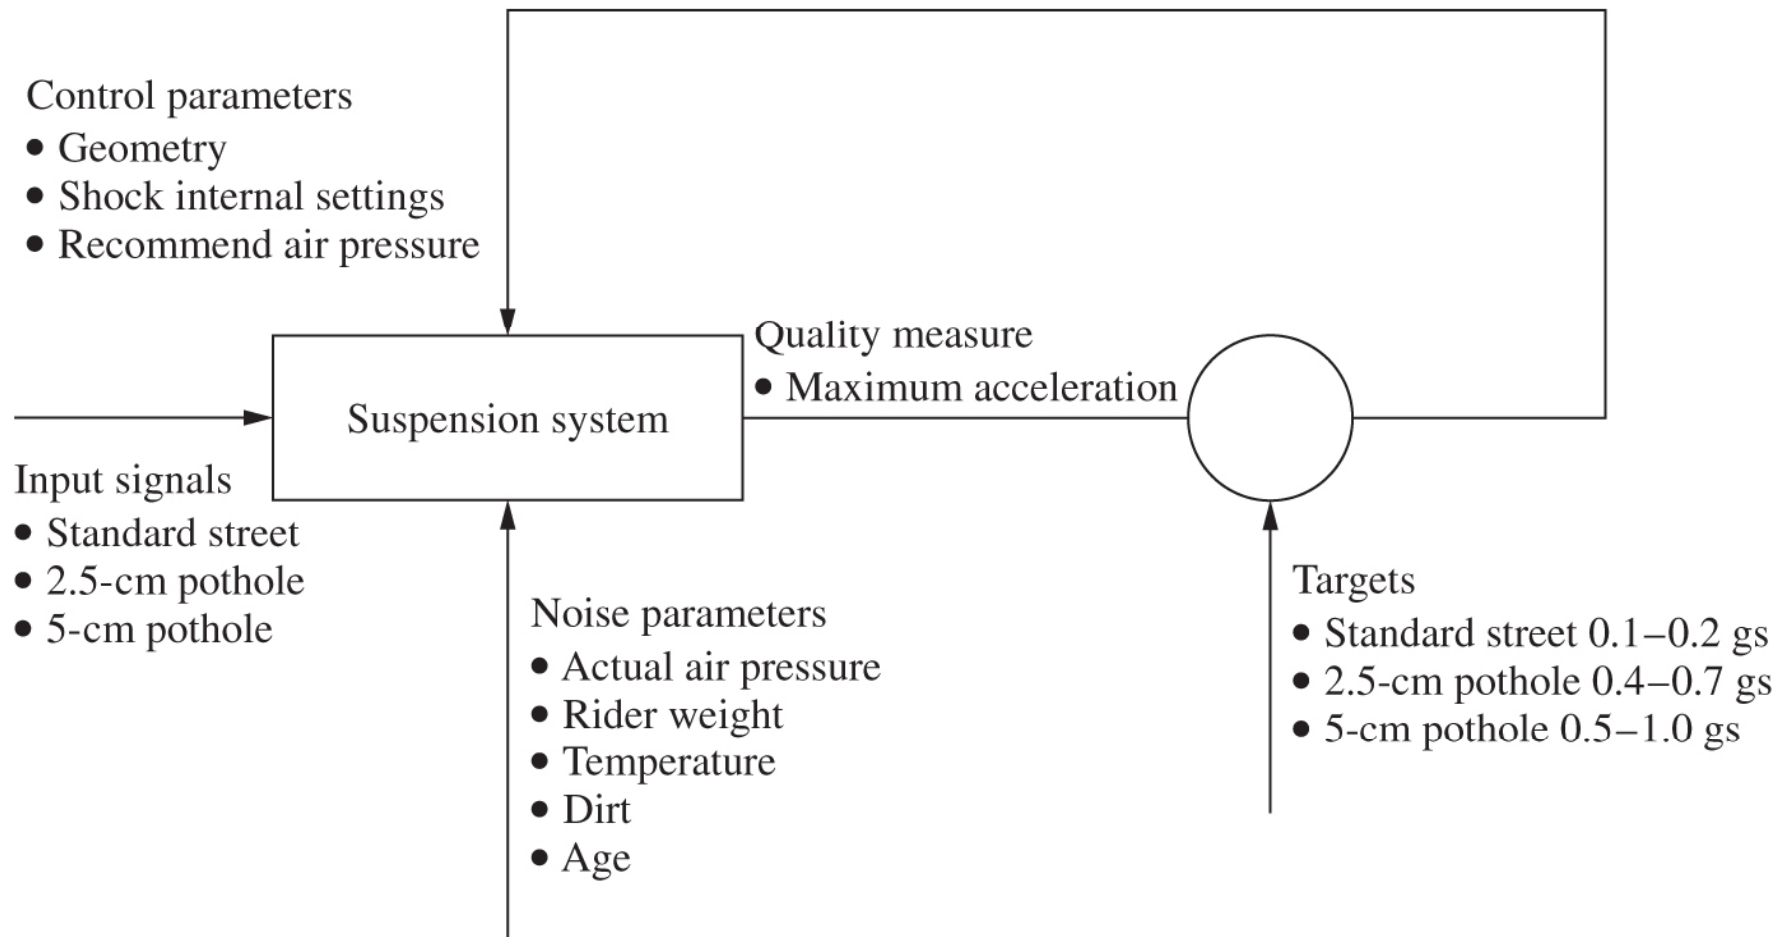 Control parameters
• Geometry
• Shock internal settings
• Recommend air pressure
Quality measure
• Maximum acceleration
Suspension system
Input signals
• Standard street
• 2.5-cm pothole
• 5-cm pothole
Noise parameters
• Actual air pressure
• Rider weight
• Temperature
• Dirt
• Age
Targets
• Standard street 0.1–0.2 gs
• 2.5-cm pothole 0.4–0.7 gs
• 5-cm pothole 0.5–1.0 gs